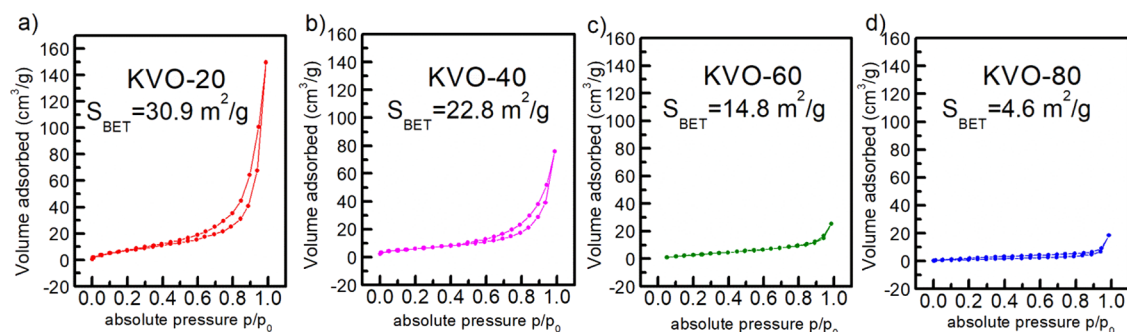 a)
Volume adsorbed (cm³/g)
160
140
120
100
80
60
40
20
0
-20
KVO-20
S_BET=30.9 m²/g
0.0 0.2 0.4 0.6 0.8 1.0
absolute pressure p/p₀
b)
Volume adsorbed (cm³/g)
160
140
120
100
80
60
40
20
0
-20
KVO-40
S_BET=22.8 m²/g
0.0 0.2 0.4 0.6 0.8 1.0
absolute pressure p/p₀
c)
Volume adsorbed (cm³/g)
160
140
120
100
80
60
40
20
0
-20
KVO-60
S_BET=14.8 m²/g
0.0 0.2 0.4 0.6 0.8 1.0
absolute pressure p/p₀
d)
Volume adsorbed (cm³/g)
160
140
120
100
80
60
40
20
0
-20
KVO-80
S_BET=4.6 m²/g
0.0 0.2 0.4 0.6 0.8 1.0
absolute pressure p/p₀